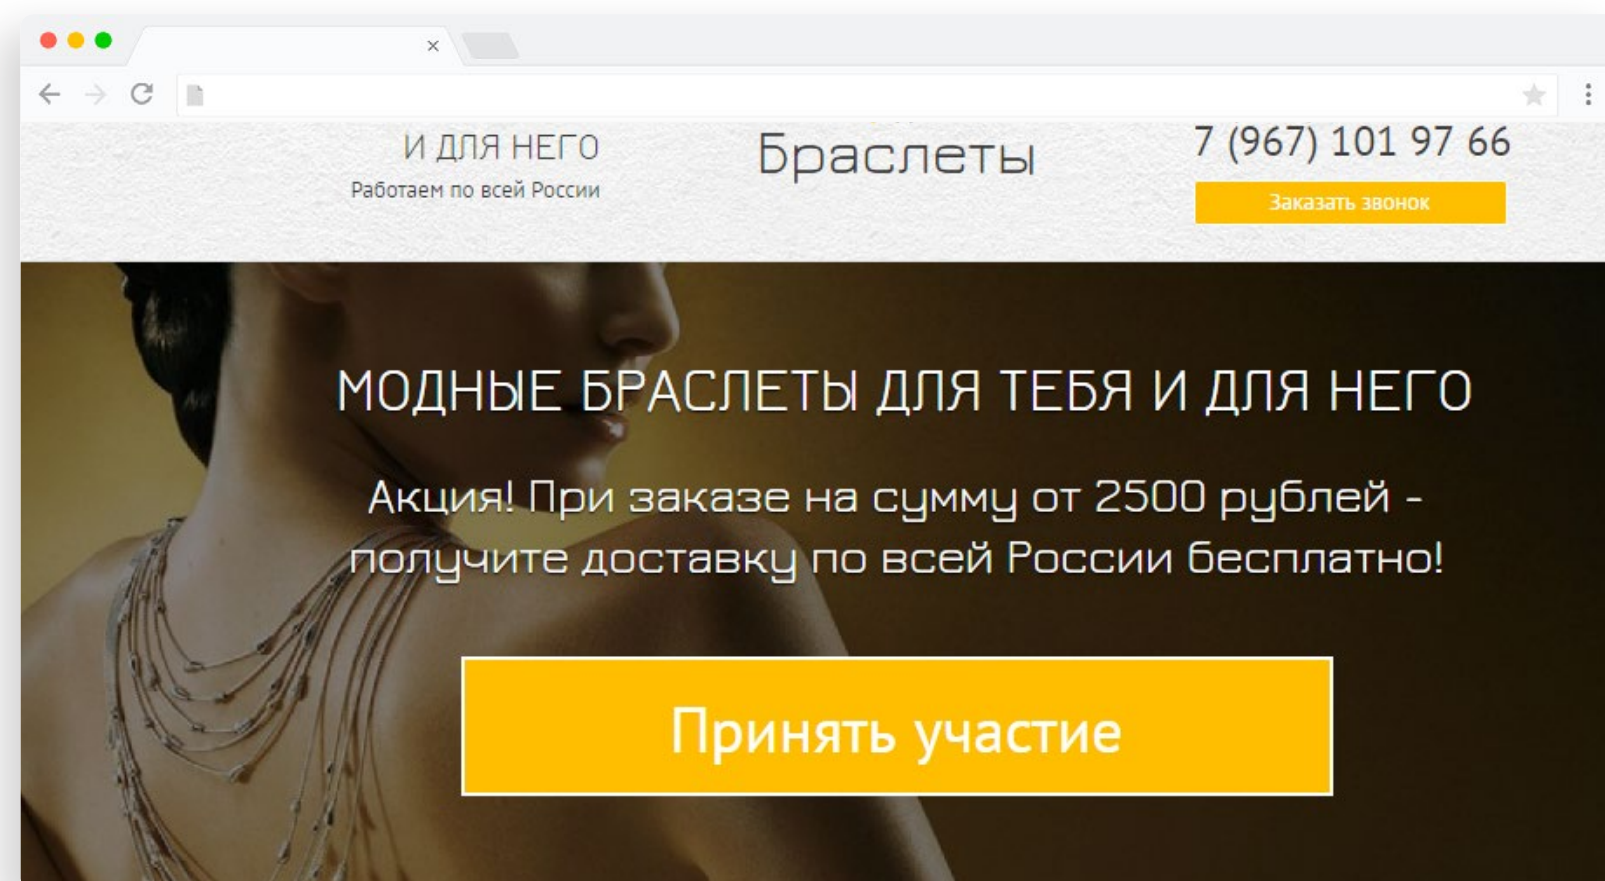 И ДЛЯ НЕГО
Работаем по всей России
Браслеты
7 (967) 101 97 66
Заказать звонок
МОДНЫЕ БРАСЛЕТЫ ДЛЯ ТЕБЯ И ДЛЯ НЕГО
Акция! При заказе на сумму от 2500 рублей -
получите доставку по всей России бесплатно!
Принять участие